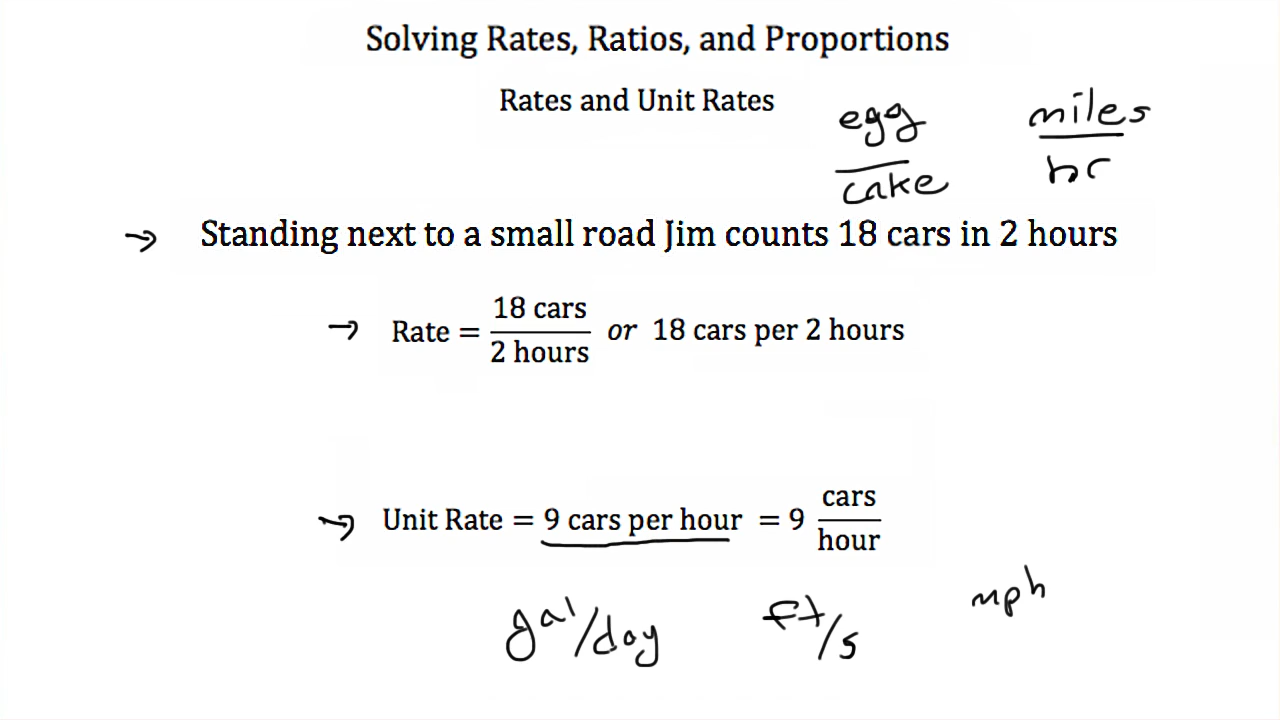 Solving Rates, Ratios, and Proportions
Rates and Unit Rates
egg
cake
miles
hr
→ Standing next to a small road Jim counts 18 cars in 2 hours
→ Rate = 18 cars / 2 hours or 18 cars per 2 hours
→ Unit Rate = 9 cars per hour = 9 cars / hour
gal/day ft/s mph